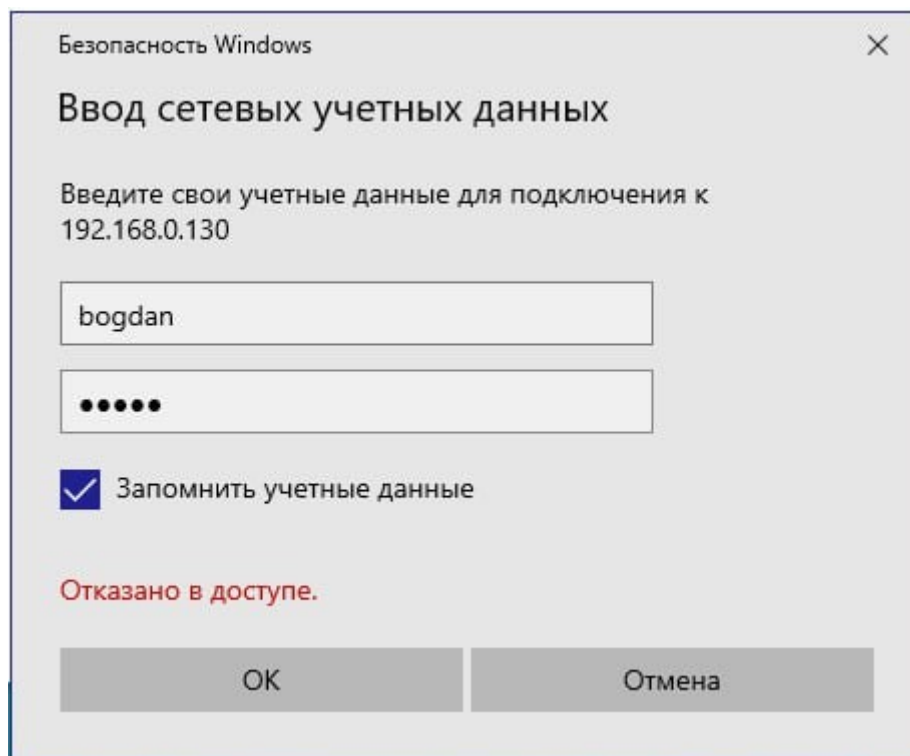 Безопасность Windows
Ввод сетевых учетных данных
Введите свои учетные данные для подключения к
192.168.0.130
bogdan
•••••
Запомнить учетные данные
Отказано в доступе.
ОК
Отмена